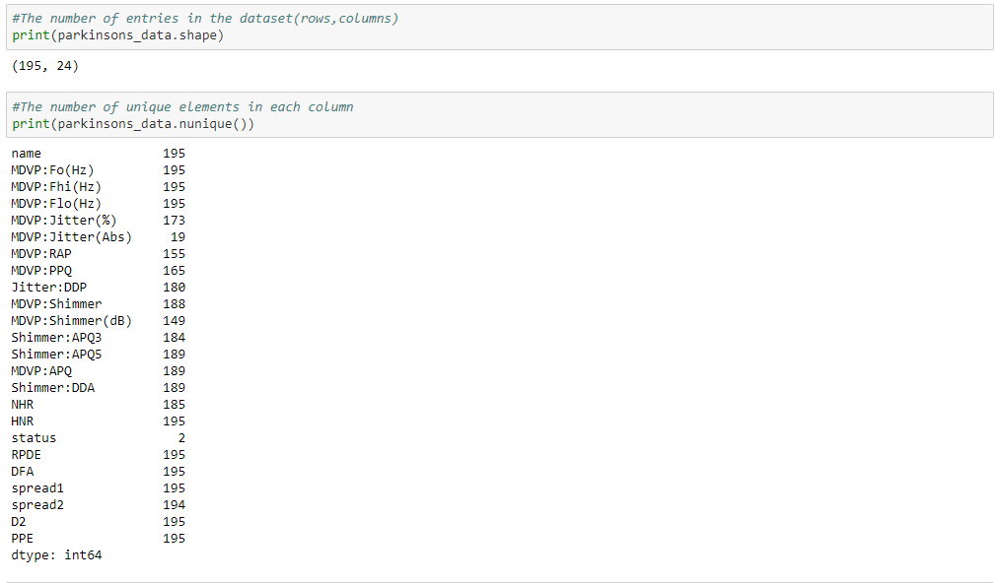 #The number of entries in the dataset(rows,columns)
print(parkinsons_data.shape)
(195, 24)
#The number of unique elements in each column
print(parkinsons_data.nunique())
name                195
MDVP:Fo(Hz)         195
MDVP:Fhi(Hz)        195
MDVP:Flo(Hz)        195
MDVP:Jitter(%)      173
MDVP:Jitter(Abs)     19
MDVP:RAP            155
MDVP:PPQ            165
Jitter:DDP          180
MDVP:Shimmer        188
MDVP:Shimmer(dB)    149
Shimmer:APQ3        184
Shimmer:APQ5        189
MDVP:APQ            189
Shimmer:DDA         189
NHR                 185
HNR                 195
status                2
RPDE                195
DFA                 195
spread1             195
spread2             194
D2                  195
PPE                 195
dtype: int64